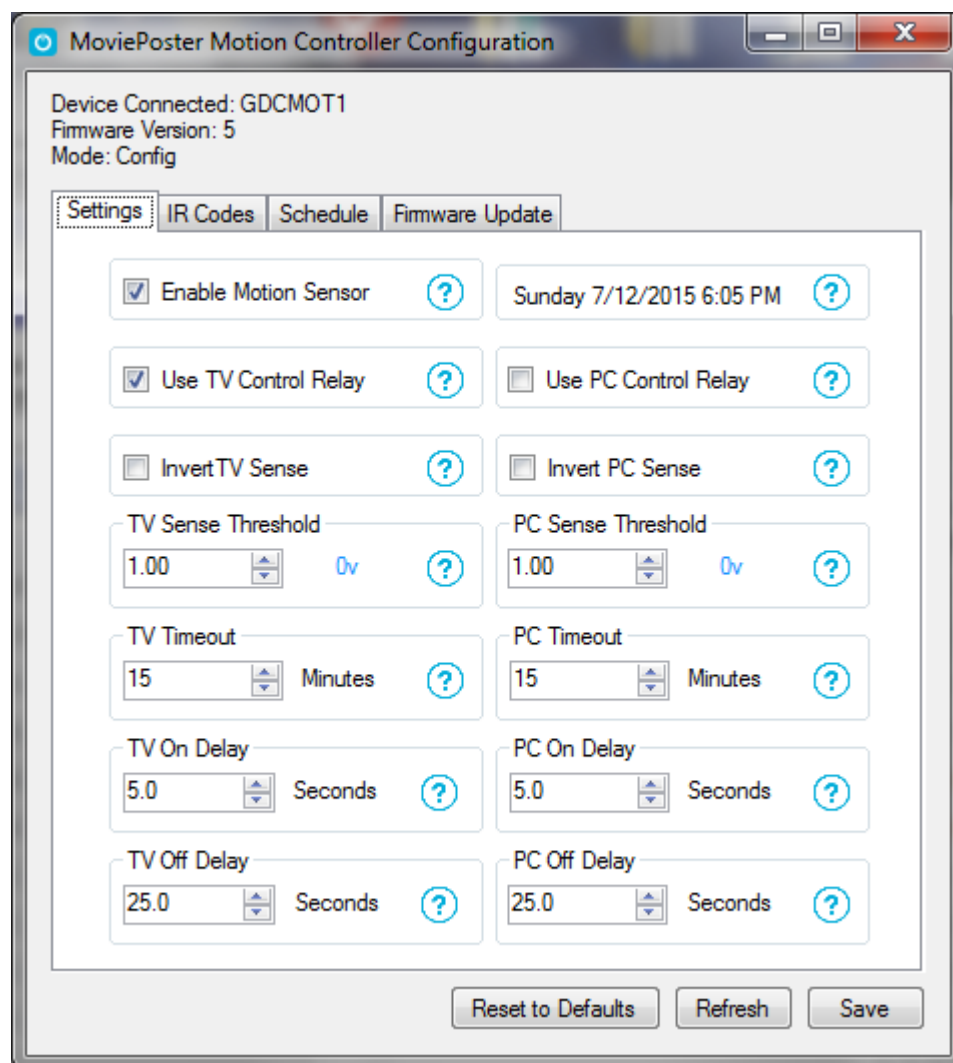 MoviePoster Motion Controller Configuration
Device Connected: GDCMOT1
Firmware Version: 5
Mode: Config
Settings IR Codes Schedule Firmware Update
Enable Motion Sensor ? Sunday 7/12/2015 6:05 PM ?
Use TV Control Relay ? Use PC Control Relay ?
Invert TV Sense ? Invert PC Sense ?
TV Sense Threshold PC Sense Threshold
1.00 0v ? 1.00 0v ?
TV Timeout PC Timeout
15 Minutes ? 15 Minutes ?
TV On Delay PC On Delay
5.0 Seconds ? 5.0 Seconds ?
TV Off Delay PC Off Delay
25.0 Seconds ? 25.0 Seconds ?
Reset to Defaults Refresh Save